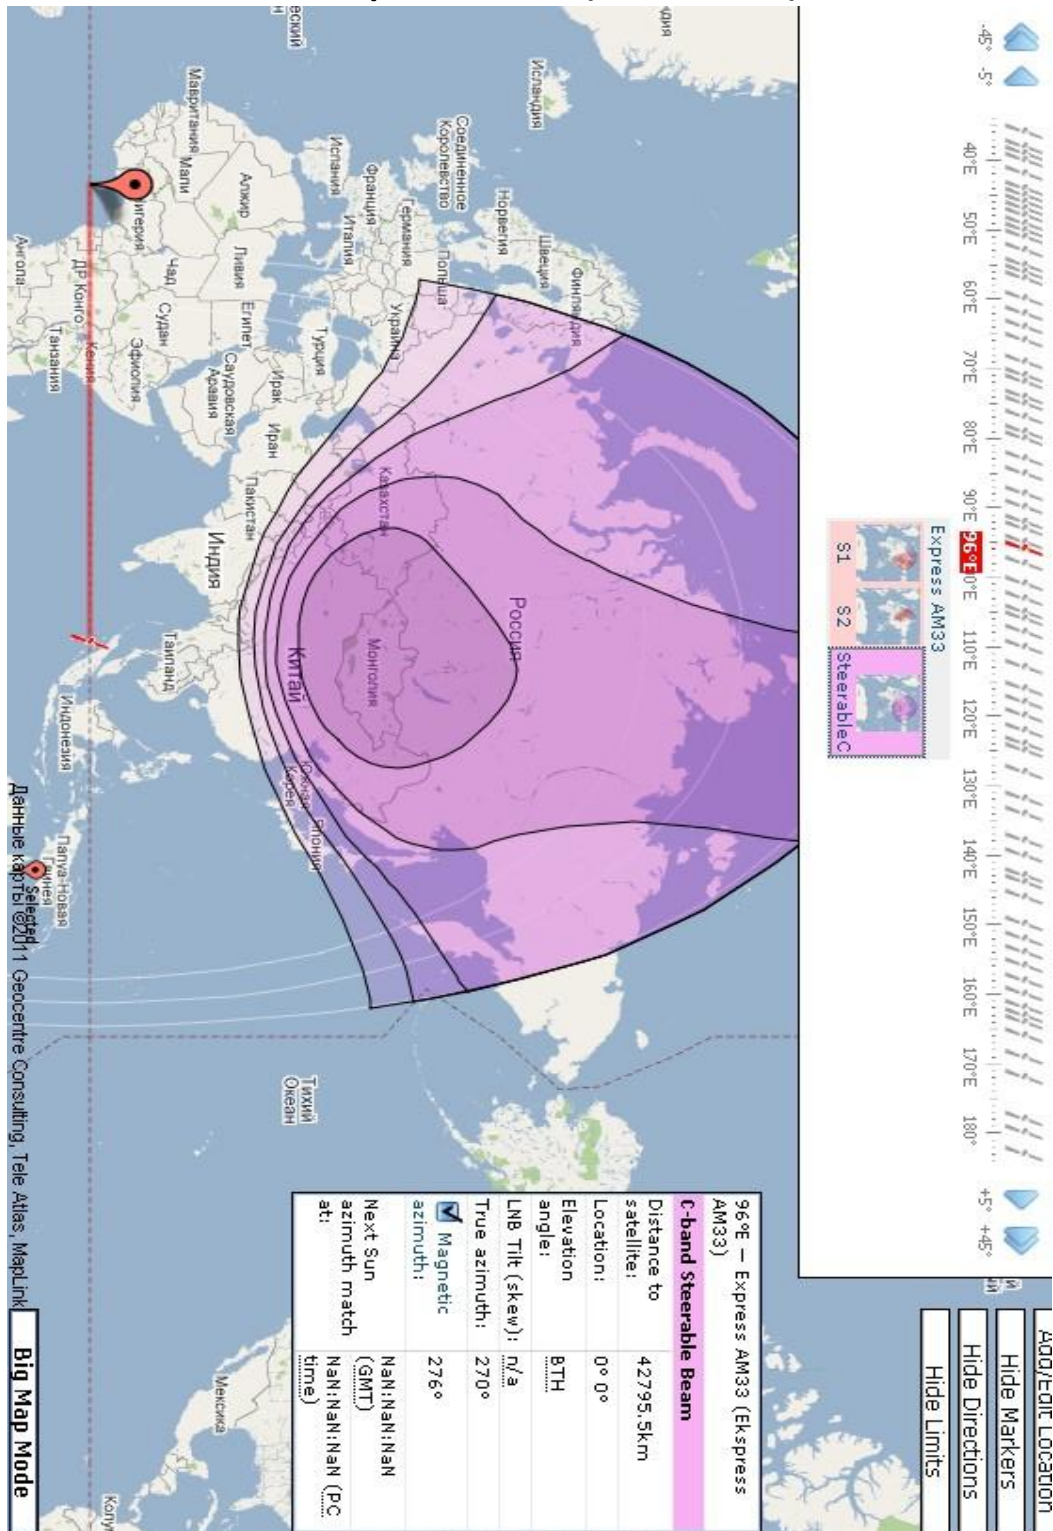 -45°
-5°
40°E
50°E
60°E
70°E
80°E
90°E
96°E
0°E
110°E
120°E
130°E
140°E
150°E
160°E
170°E
180°
+5°
+45°
Express AM33
S1
S2
SteerableC
Add/Edit Location
Hide Markers
Hide Directions
Hide Limits
96°E – Express AM33 (Ekspress
AM33)
C-band Steerable Beam
Distance to
satellite:
42795.5km
Location:
0° 0°
Elevation
angle:
BTH
LNB Tilt (skew):
n/a
True azimuth:
270°
Magnetic
azimuth:
276°
Next Sun
azimuth match
at:
NaN:NaN:NaN
(GMT)
NaN:NaN:NaN (PC
time)
Исландия
Норвегия
Швеция
Финляндия
Соединенное
Королевство
Германия
Польша
Франция
Украина
Испания
Италия
Турция
Россия
Казахстан
Монголия
Китай
Южная
Корея
Япония
Алжир
Ливия
Египет
Ирак
Иран
Саудовская
Аравия
Пакистан
Индия
Мавритания
Мали
Чад
Судан
Эфиопия
Таиланд
игерия
ДР Конго
Кения
Ангола
Танзания
Индонезия
Папуа-Новая
Гвинея
Selected
Тихий
Океан
Мексика
Данные карты ©2011 Geocentre Consulting, Tele Atlas, MapLink
Big Map Mode